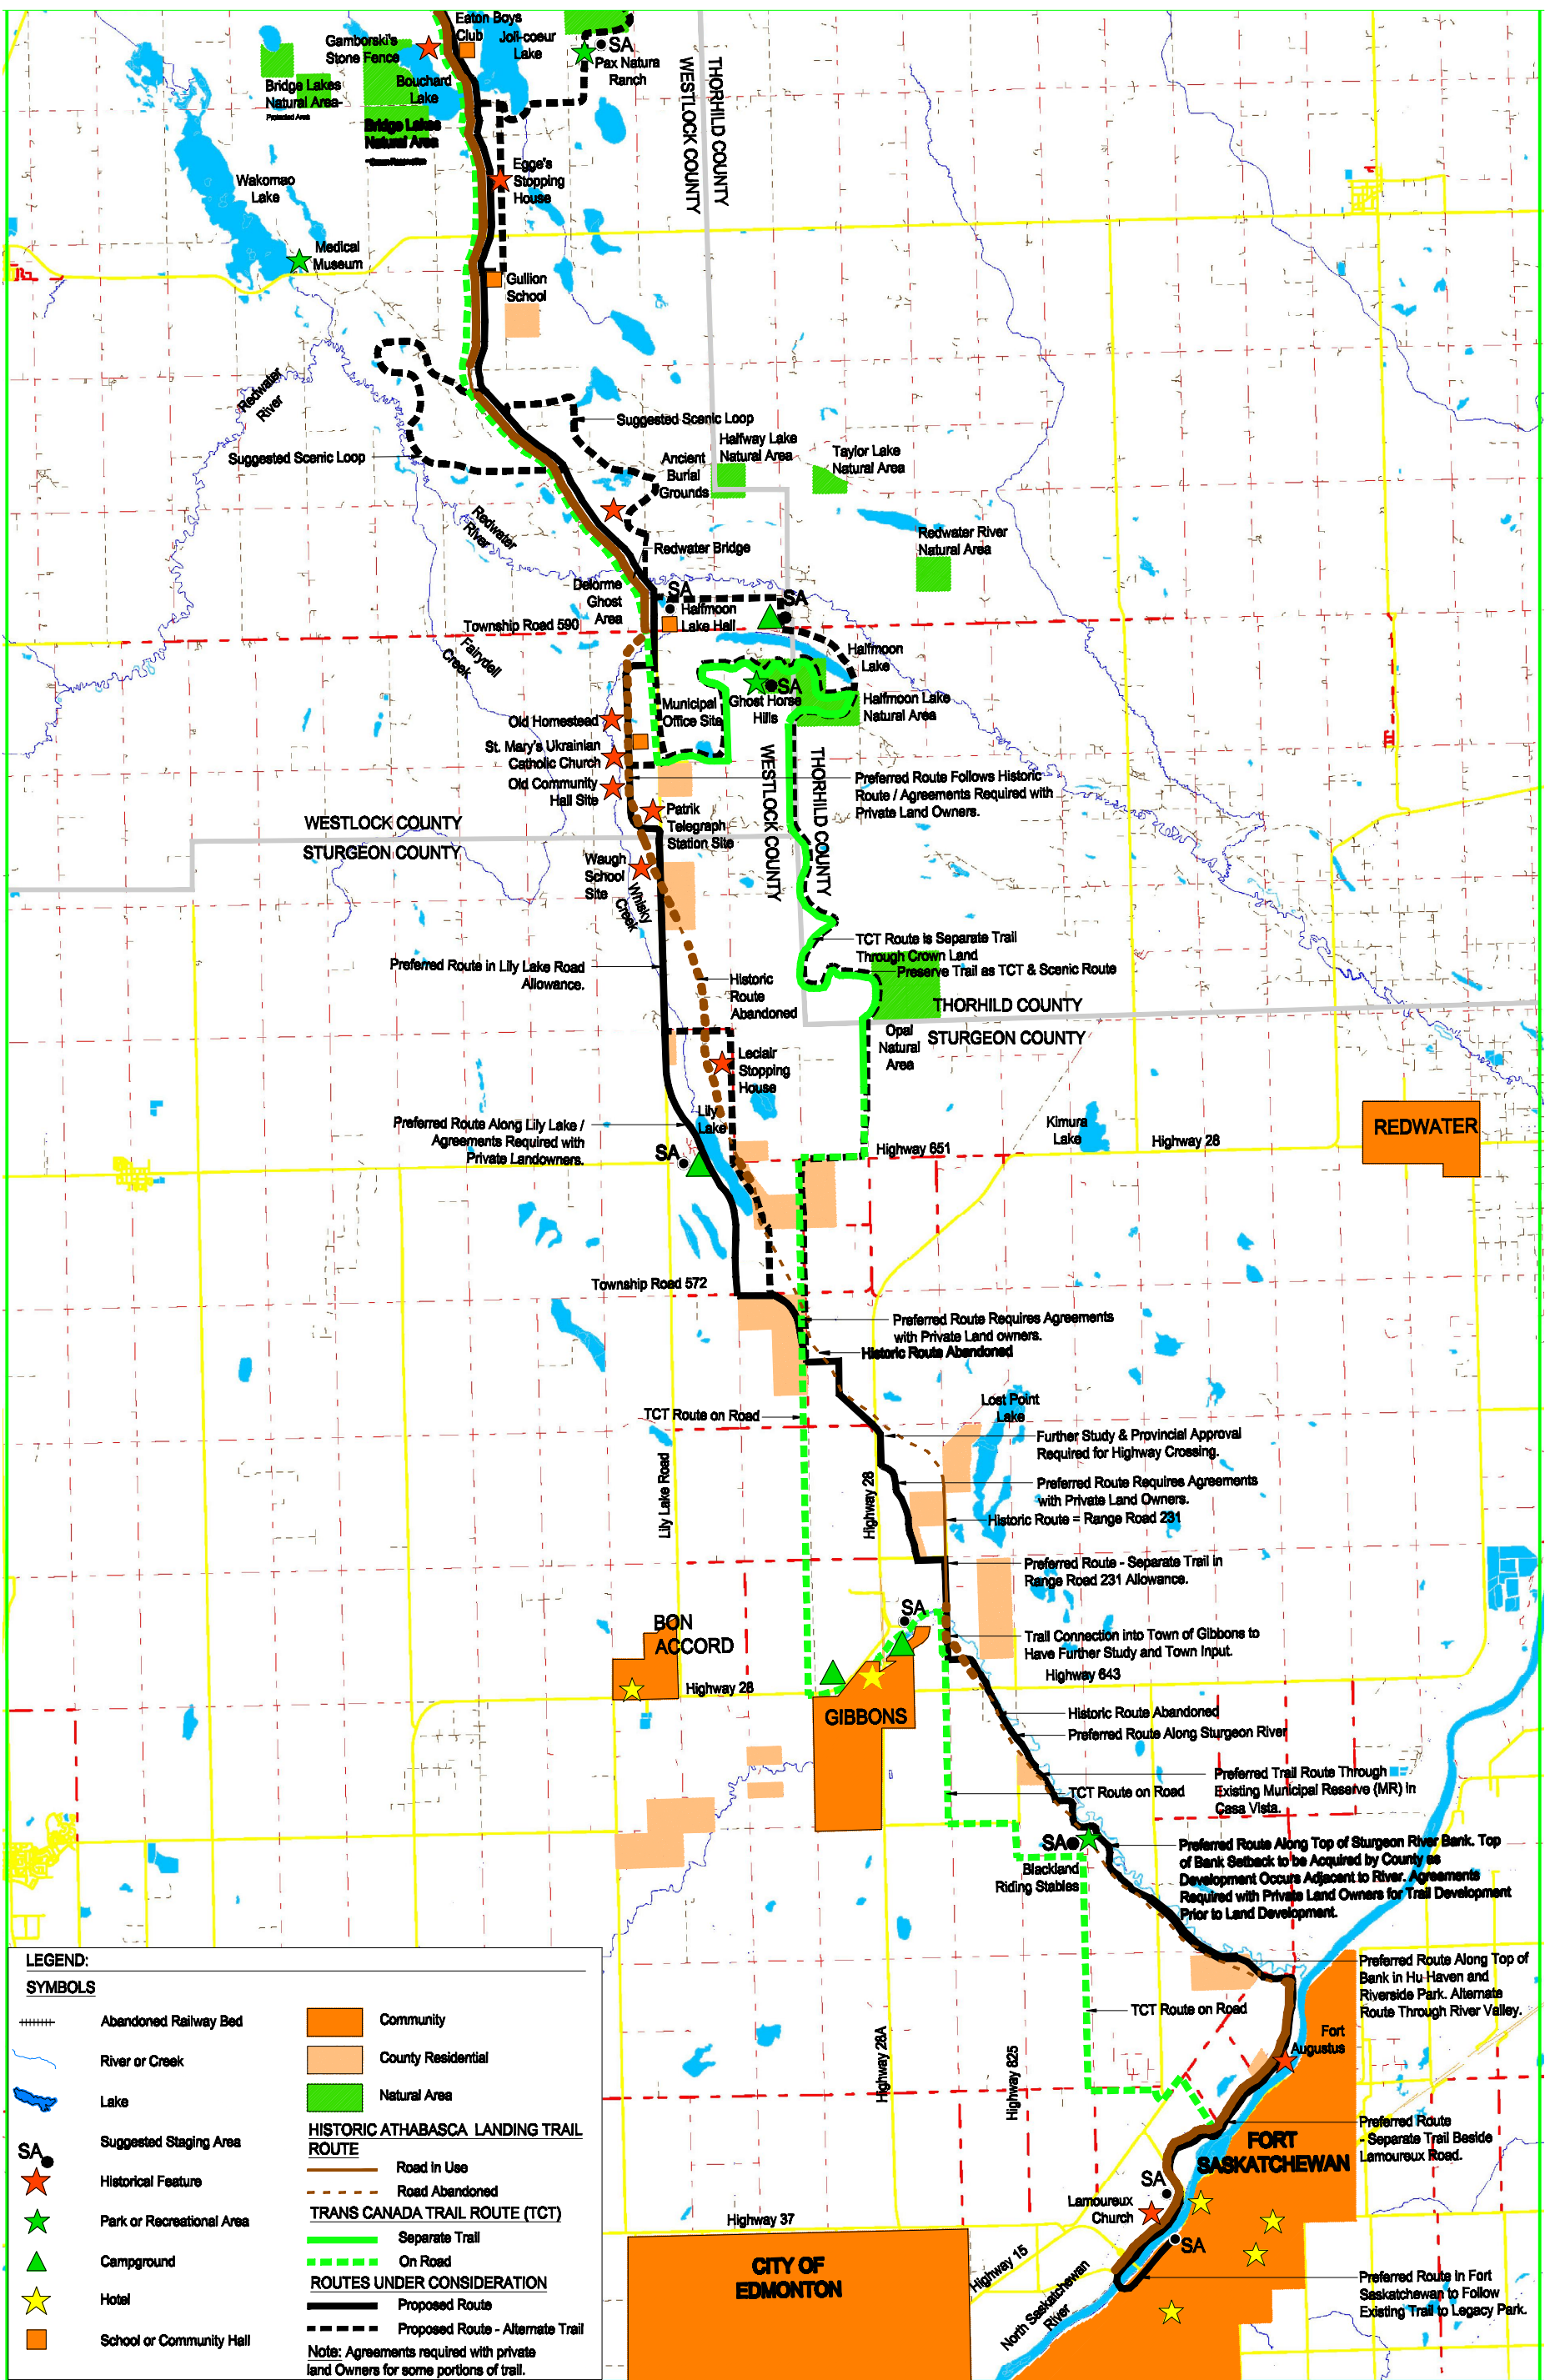 Eaton Boys
Club
Gamborski's
Stone Fence
Joli-coeur
Lake
SA
Pax Natura
Ranch
Bridge Lakes
Natural Area-
Protected Area
Bouchard
Lake
Bridge Lakes
Natural Area
THORHILD COUNTY
WESTLOCK COUNTY
Egge's
Stopping
House
Wakomao
Lake
Medical
Museum
Gullion
School
Redwater
River
Suggested Scenic Loop
Suggested Scenic Loop
Halfway Lake
Natural Area
Taylor Lake
Natural Area
Ancient
Burial
Grounds
Redwater
River
Redwater River
Natural Area
Redwater Bridge
Delorme
Ghost
Area
SA
Halfmoon
Lake Hall
SA
Township Road 590
Fairydell
Creek
Halfmoon
Lake
SA
Ghost Horse
Hills
Municipal
Office Site
Halfmoon Lake
Natural Area
Old Homestead
St. Mary's Ukrainian
Catholic Church
Old Community
Hall Site
WESTLOCK COUNTY
THORHILD COUNTY
Preferred Route Follows Historic
Route / Agreements Required with
Private Land Owners.
Patrik
Telegraph
Station Site
WESTLOCK COUNTY
STURGEON COUNTY
Waugh
School
Site
Whisky
Creek
TCT Route is Separate Trail
Through Crown Land
Preserve Trail as TCT & Scenic Route
Preferred Route in Lily Lake Road
Allowance.
Historic
Route
Abandoned
THORHILD COUNTY
STURGEON COUNTY
Opal
Natural
Area
Leclair
Stopping
House
Lily
Lake
Preferred Route Along Lily Lake /
Agreements Required with
Private Landowners.
SA
Kimura
Lake
Highway 28
REDWATER
Highway 651
Township Road 572
Preferred Route Requires Agreements
with Private Land owners.
Historic Route Abandoned
Lost Point
Lake
TCT Route on Road
Further Study & Provincial Approval
Required for Highway Crossing.
Lily Lake Road
Highway 28
Preferred Route Requires Agreements
with Private Land Owners.
Historic Route = Range Road 231
Preferred Route - Separate Trail in
Range Road 231 Allowance.
SA
BON
ACCORD
Trail Connection into Town of Gibbons to
Have Further Study and Town Input.
Highway 643
Highway 28
GIBBONS
Historic Route Abandoned
Preferred Route Along Sturgeon River
Preferred Trail Route Through
Existing Municipal Reserve (MR) in
Casa Vista.
TCT Route on Road
SA
Blackland
Riding Stables
Preferred Route Along Top of Sturgeon River Bank. Top
of Bank Setback to be Acquired by County as
Development Occurs Adjacent to River. Agreements
Required with Private Land Owners for Trail Development
Prior to Land Development.
Preferred Route Along Top of
Bank in Hu Haven and
Riverside Park. Alternate
Route Through River Valley.
TCT Route on Road
Fort
Augustus
Highway 28A
Highway 825
Preferred Route
- Separate Trail Beside
Lamoureux Road.
FORT
SASKATCHEWAN
SA
Lamoureux
Church
SA
Highway 37
Highway 15
CITY OF
EDMONTON
North Saskatchewan
River
Preferred Route in Fort
Saskatchewan to Follow
Existing Trail to Legacy Park.
LEGEND:
SYMBOLS
Abandoned Railway Bed
River or Creek
Lake
SA
Suggested Staging Area
Historical Feature
Park or Recreational Area
Campground
Hotel
School or Community Hall
Community
County Residential
Natural Area
HISTORIC ATHABASCA LANDING TRAIL
ROUTE
Road in Use
Road Abandoned
TRANS CANADA TRAIL ROUTE (TCT)
Separate Trail
On Road
ROUTES UNDER CONSIDERATION
Proposed Route
Proposed Route - Alternate Trail
Note: Agreements required with private
land Owners for some portions of trail.